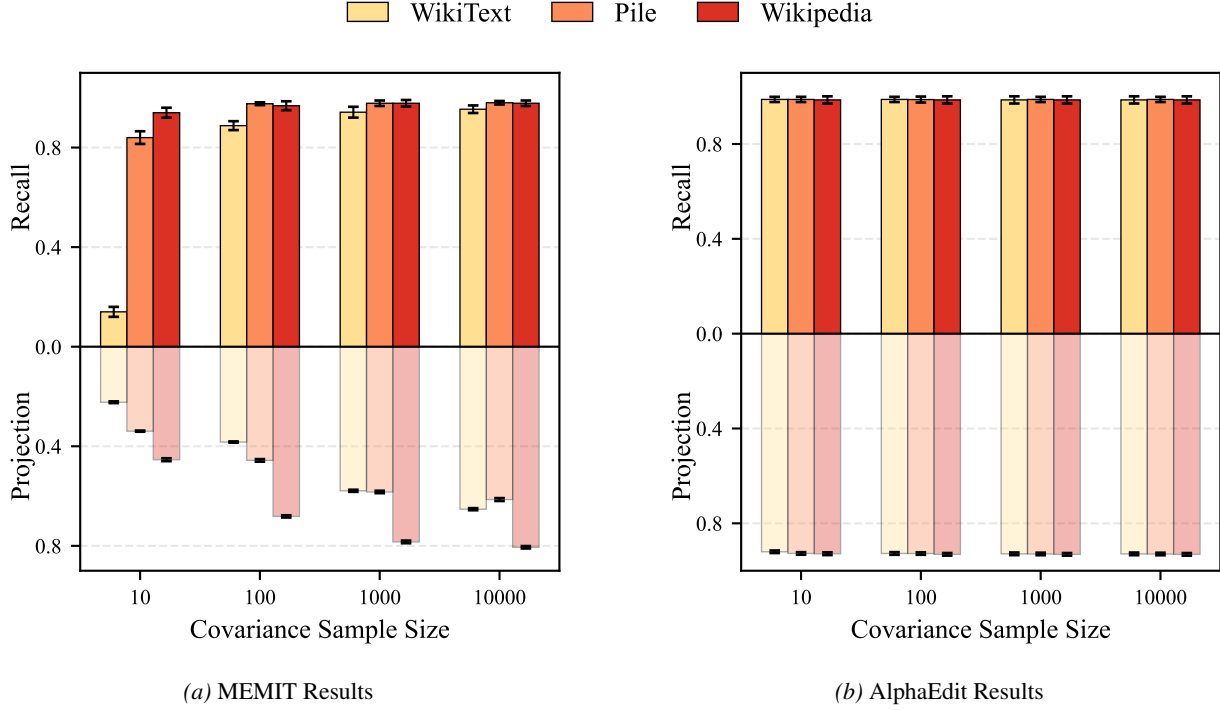 WikiText Pile Wikipedia
Recall
Projection
0.8
0.4
0.0
0.4
0.8
10 100 1000 10000
Covariance Sample Size
(a) MEMIT Results
Recall
Projection
0.8
0.4
0.0
0.4
0.8
10 100 1000 10000
Covariance Sample Size
(b) AlphaEdit Results